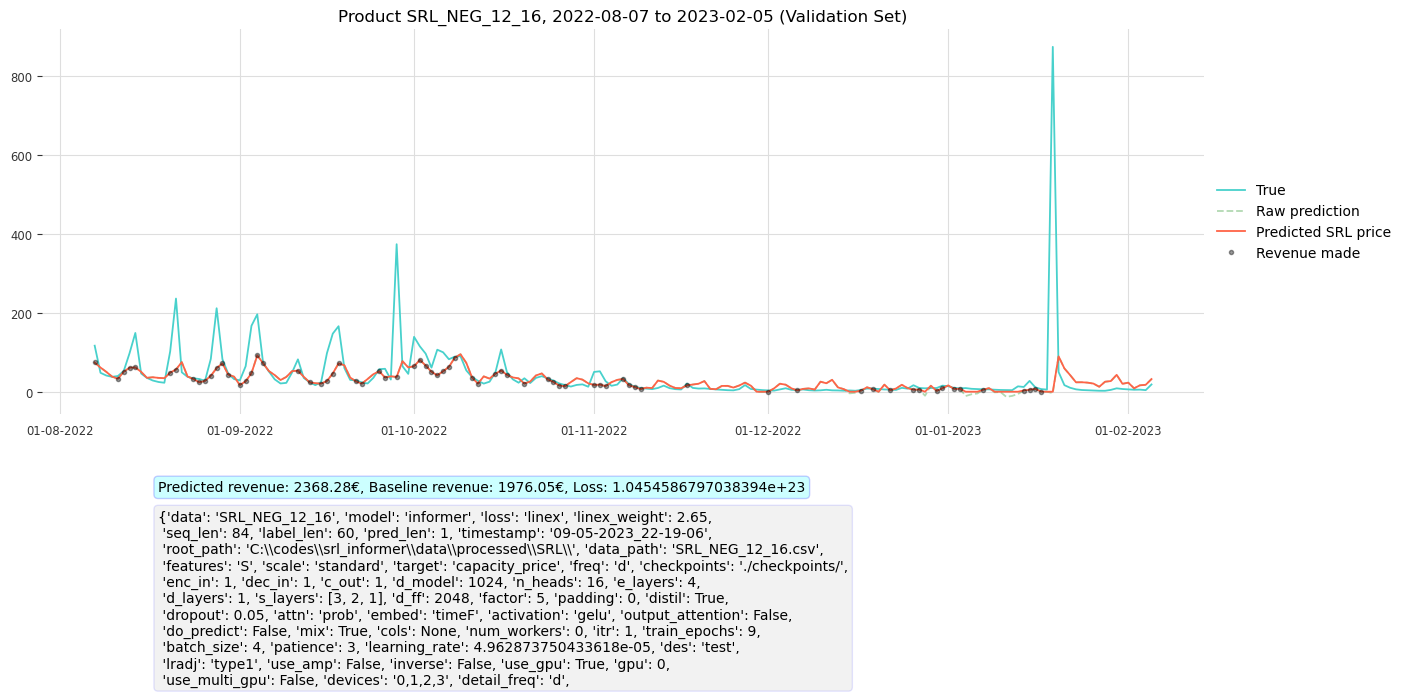 Product SRL_NEG_12_16, 2022-08-07 to 2023-02-05 (Validation Set)
800
600
400
200
0
01-08-2022
01-09-2022
01-10-2022
01-11-2022
01-12-2022
01-01-2023
01-02-2023
True
Raw prediction
Predicted SRL price
Revenue made
Predicted revenue: 2368.28€, Baseline revenue: 1976.05€, Loss: 1.0454586797038394e+23
{'data': 'SRL_NEG_12_16', 'model': 'informer', 'loss': 'linex', 'linex_weight': 2.65,
'seq_len': 84, 'label_len': 60, 'pred_len': 1, 'timestamp': '09-05-2023_22-19-06',
'root_path': 'C:\\codes\\srl_informer\\data\\processed\\SRL\\', 'data_path': 'SRL_NEG_12_16.csv',
'features': 'S', 'scale': 'standard', 'target': 'capacity_price', 'freq': 'd', 'checkpoints': './checkpoints/',
'enc_in': 1, 'dec_in': 1, 'c_out': 1, 'd_model': 1024, 'n_heads': 16, 'e_layers': 4,
'd_layers': 1, 's_layers': [3, 2, 1], 'd_ff': 2048, 'factor': 5, 'padding': 0, 'distil': True,
'dropout': 0.05, 'attn': 'prob', 'embed': 'timeF', 'activation': 'gelu', 'output_attention': False,
'do_predict': False, 'mix': True, 'cols': None, 'num_workers': 0, 'itr': 1, 'train_epochs': 9,
'batch_size': 4, 'patience': 3, 'learning_rate': 4.962873750433618e-05, 'des': 'test',
'lradj': 'type1', 'use_amp': False, 'inverse': False, 'use_gpu': True, 'gpu': 0,
'use_multi_gpu': False, 'devices': '0,1,2,3', 'detail_freq': 'd',